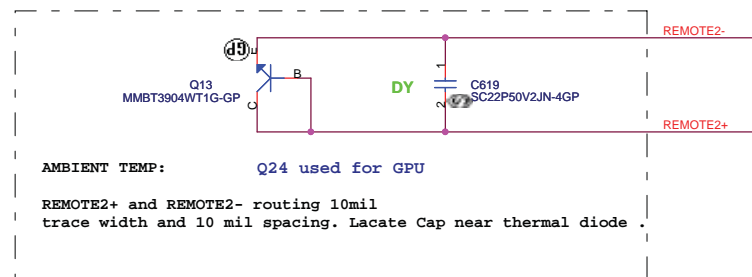 REMOTE2-
GP
E
B
C
Q13
MMBT3904WT1G-GP
DY
1
2
C619
SC22P50V2JN-4GP
REMOTE2+
AMBIENT TEMP:
Q24 used for GPU
REMOTE2+ and REMOTE2- routing 10mil
trace width and 10 mil spacing. Lacate Cap near thermal diode .